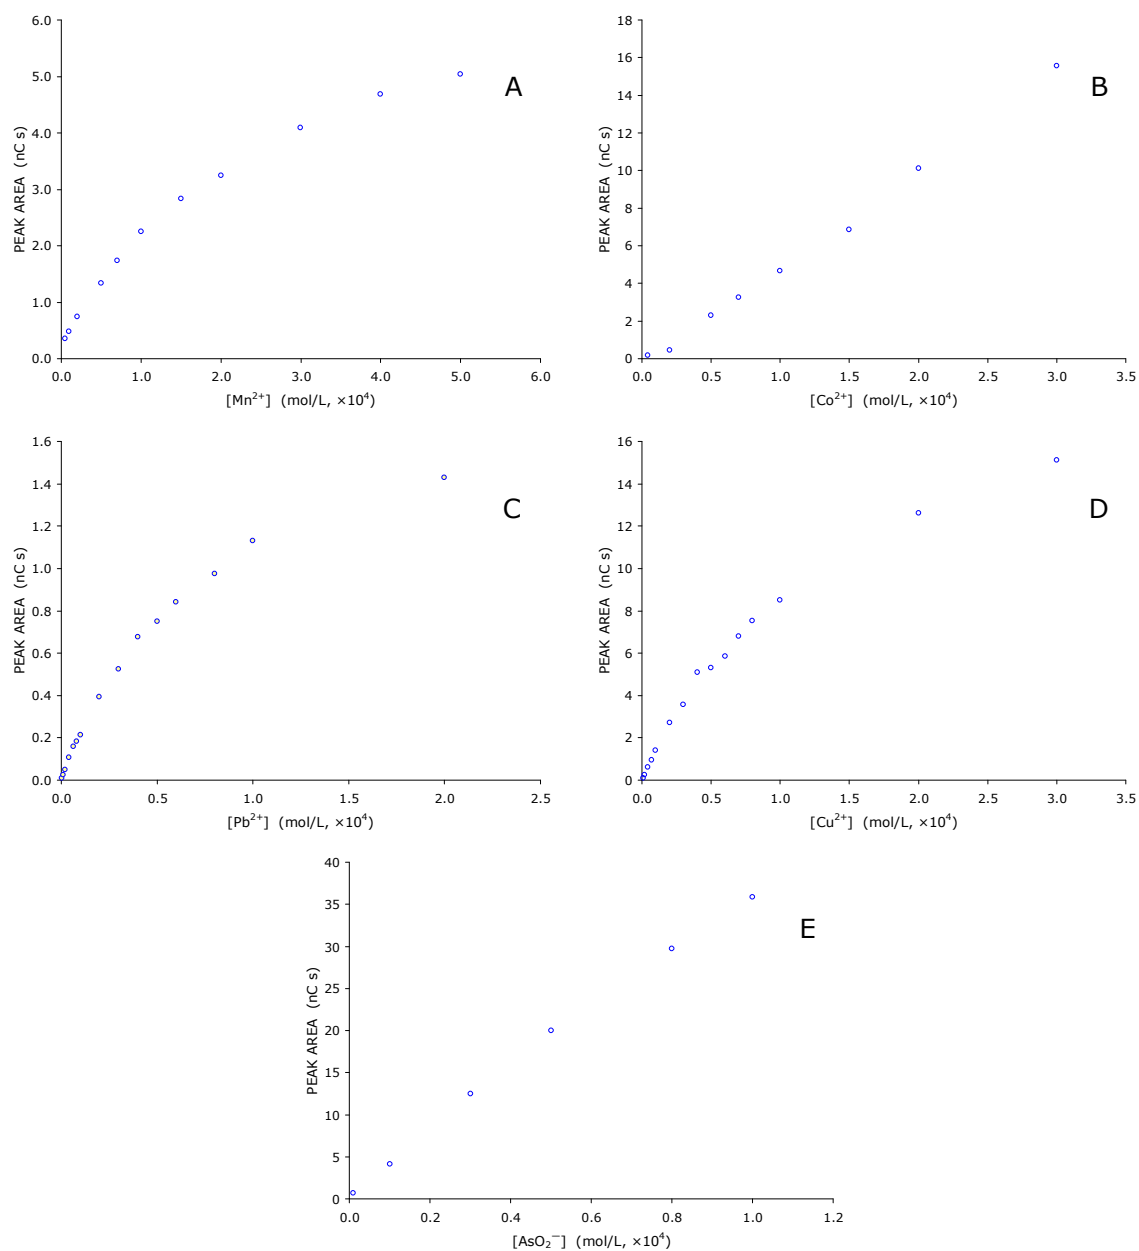 6.0
5.0
4.0
3.0
2.0
1.0
0.0
PEAK AREA (nC s)
A
0.0 1.0 2.0 3.0 4.0 5.0 6.0
[Mn²⁺] (mol/L, ×10⁴)
18
16
14
12
10
8
6
4
2
0
PEAK AREA (nC s)
B
0.0 0.5 1.0 1.5 2.0 2.5 3.0 3.5
[Co²⁺] (mol/L, ×10⁴)
1.6
1.4
1.2
1.0
0.8
0.6
0.4
0.2
0.0
PEAK AREA (nC s)
C
0.0 0.5 1.0 1.5 2.0 2.5
[Pb²⁺] (mol/L, ×10⁴)
16
14
12
10
8
6
4
2
0
PEAK AREA (nC s)
D
0.0 0.5 1.0 1.5 2.0 2.5 3.0 3.5
[Cu²⁺] (mol/L, ×10⁴)
40
35
30
25
20
15
10
5
0
PEAK AREA (nC s)
E
0.0 0.2 0.4 0.6 0.8 1.0 1.2
[AsO₂⁻] (mol/L, ×10⁴)